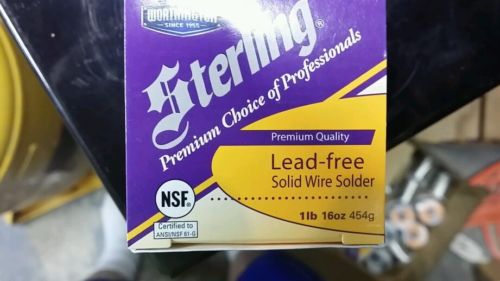 WORTHINGTON
SINCE 1955
Sterling®
Premium Choice of Professionals
Premium Quality
Lead-free
Solid Wire Solder
1lb 16oz 454g
NSF®
Certified to
ANSI/NSF 61-G